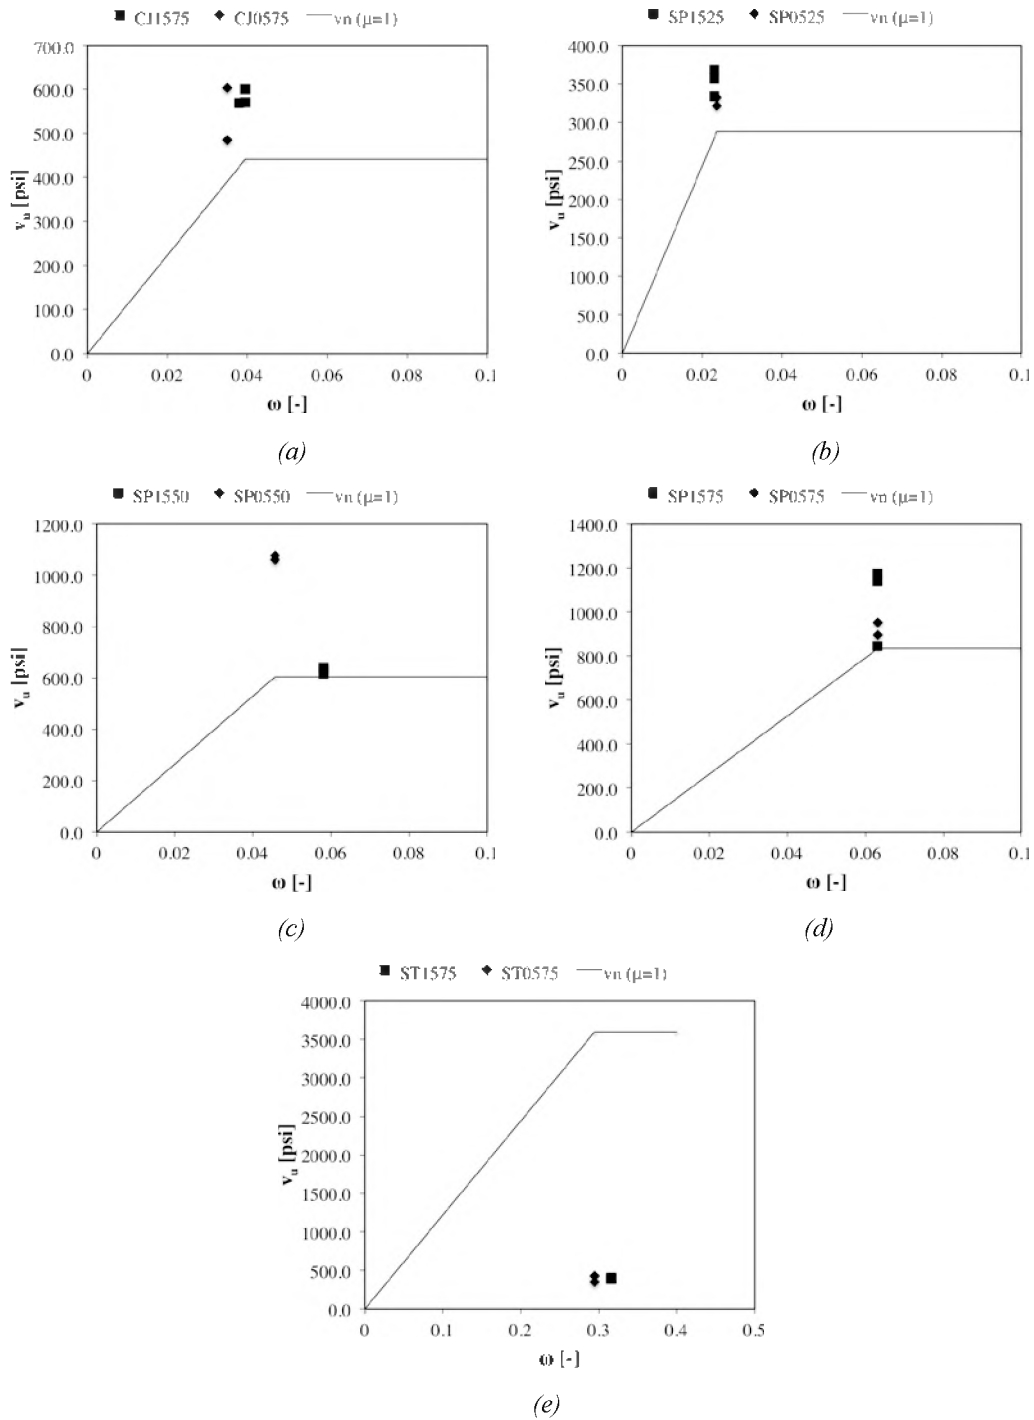 CJ1575 CJ0575 vn (μ=1)
700.0
600.0
500.0
400.0
300.0
200.0
100.0
0.0
v_u [psi]
0 0.02 0.04 0.06 0.08 0.1
ω [-]
(a)
SP1525 SP0525 vn (μ=1)
400.0
350.0
300.0
250.0
200.0
150.0
100.0
50.0
0.0
v_u [psi]
0 0.02 0.04 0.06 0.08 0.1
ω [-]
(b)
SP1550 SP0550 vn (μ=1)
1200.0
1000.0
800.0
600.0
400.0
200.0
0.0
v_u [psi]
0 0.02 0.04 0.06 0.08 0.1
ω [-]
(c)
SP1575 SP0575 vn (μ=1)
1400.0
1200.0
1000.0
800.0
600.0
400.0
200.0
0.0
v_u [psi]
0 0.02 0.04 0.06 0.08 0.1
ω [-]
(d)
ST1575 ST0575 vn (μ=1)
4000.0
3500.0
3000.0
2500.0
2000.0
1500.0
1000.0
500.0
0.0
v_u [psi]
0 0.1 0.2 0.3 0.4 0.5
ω [-]
(e)